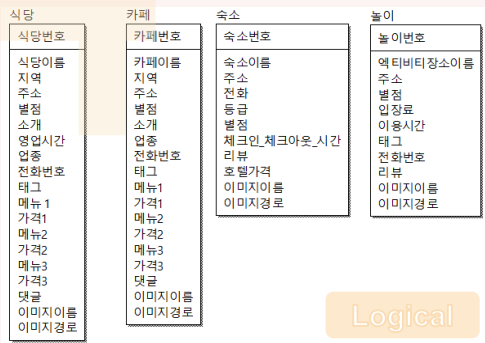 식당
식당번호
식당이름
지역
주소
별점
소개
영업시간
업종
전화번호
태그
메뉴 1
가격1
메뉴2
가격2
메뉴3
가격3
댓글
이미지이름
이미지경로
카페
카페번호
카페이름
지역
주소
별점
소개
업종
전화번호
태그
메뉴1
가격1
메뉴2
가격2
메뉴3
가격3
댓글
이미지이름
이미지경로
숙소
숙소번호
숙소이름
주소
전화
등급
별점
체크인_체크아웃_시간
리뷰
호텔가격
이미지이름
이미지경로
놀이
놀이번호
엑티비티장소이름
주소
별점
입장료
이용시간
태그
전화번호
리뷰
이미지이름
이미지경로
Logical